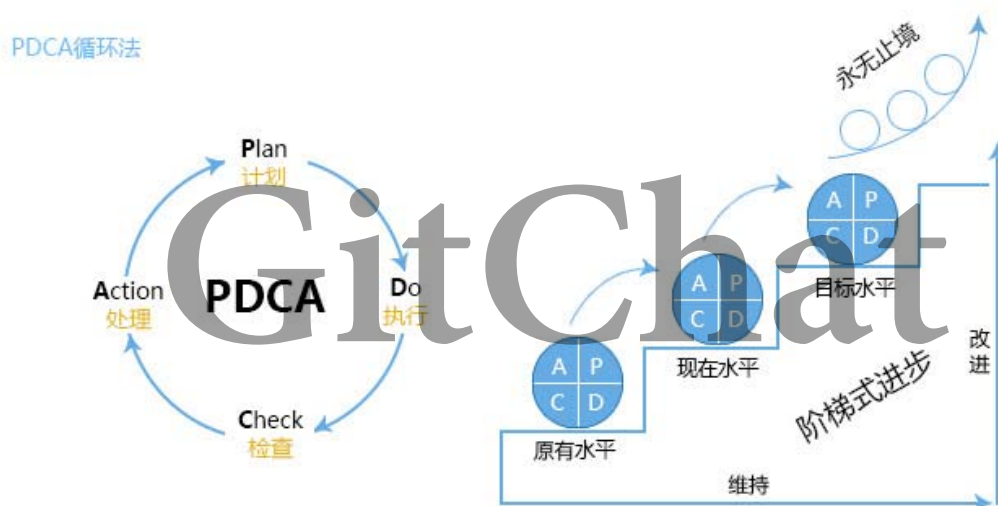 PDCA循环法
Plan
计划
Do
执行
Check
检查
Action
处理
PDCA
GitChat
A P
C D
原有水平
A P
C D
现在水平
A P
C D
目标水平
永无止境
阶梯式进步
改进
维持